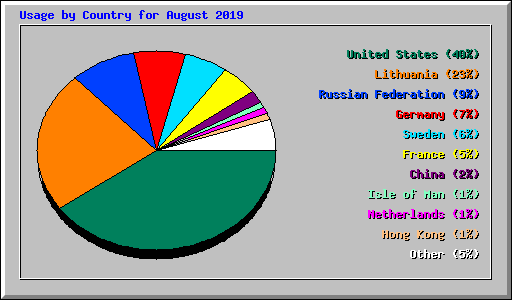 Usage by Country for August 2019
United States (40%)
Lithuania (23%)
Russian Federation (9%)
Germany (7%)
Sweden (6%)
France (5%)
China (2%)
Isle of Man (1%)
Netherlands (1%)
Hong Kong (1%)
Other (5%)